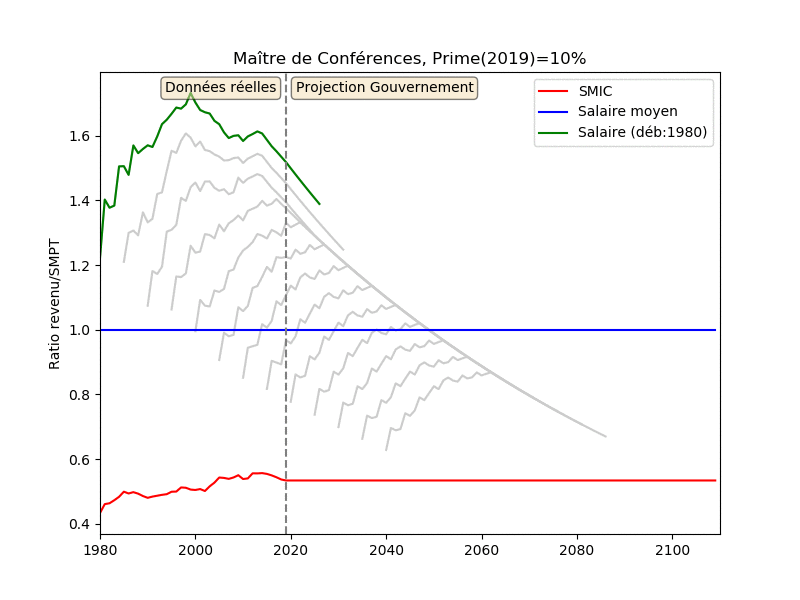 Maître de Conférences, Prime(2019)=10%
Données réelles
Projection Gouvernement
SMIC
Salaire moyen
Salaire (déb:1980)
Ratio revenu/SMPT
1.6
1.4
1.2
1.0
0.8
0.6
0.4
1980 2000 2020 2040 2060 2080 2100